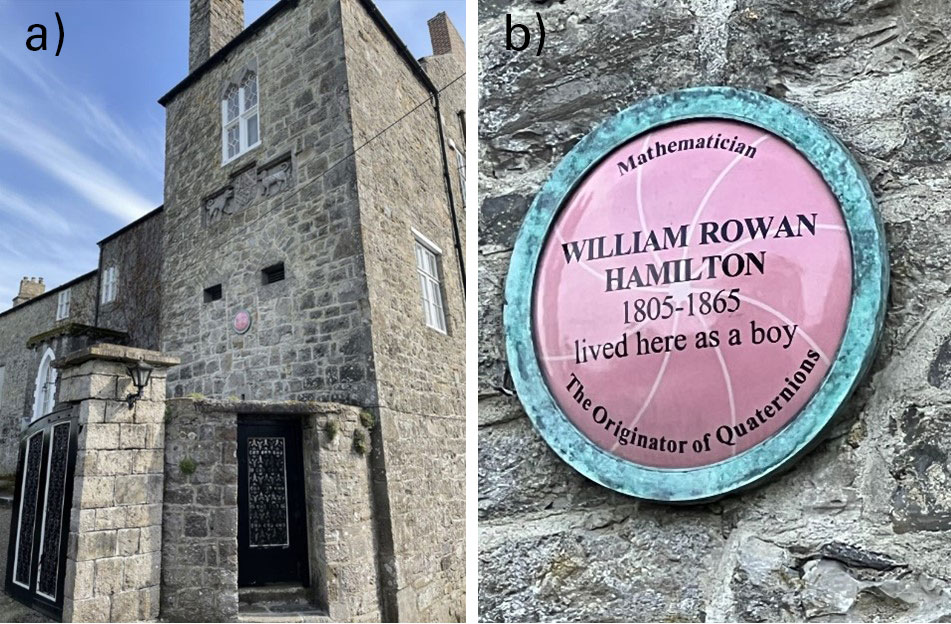 a)
b)
Mathematician
WILLIAM ROWAN
HAMILTON
1805-1865
lived here as a boy
The Originator of Quaternions